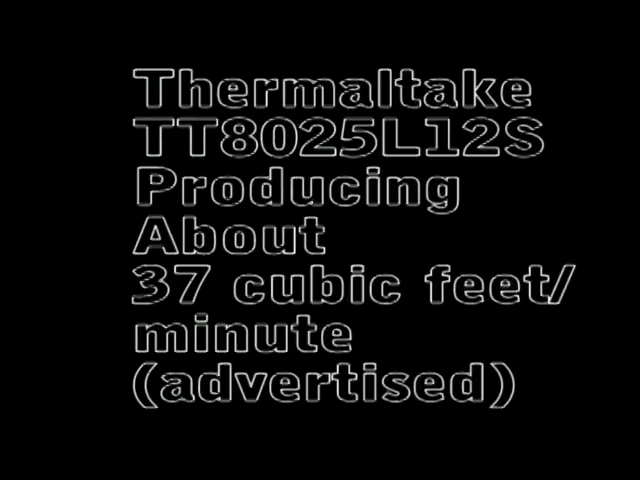 Thermaltake
TT8025L12S
Producing
About
37 cubic feet/
minute
(advertised)